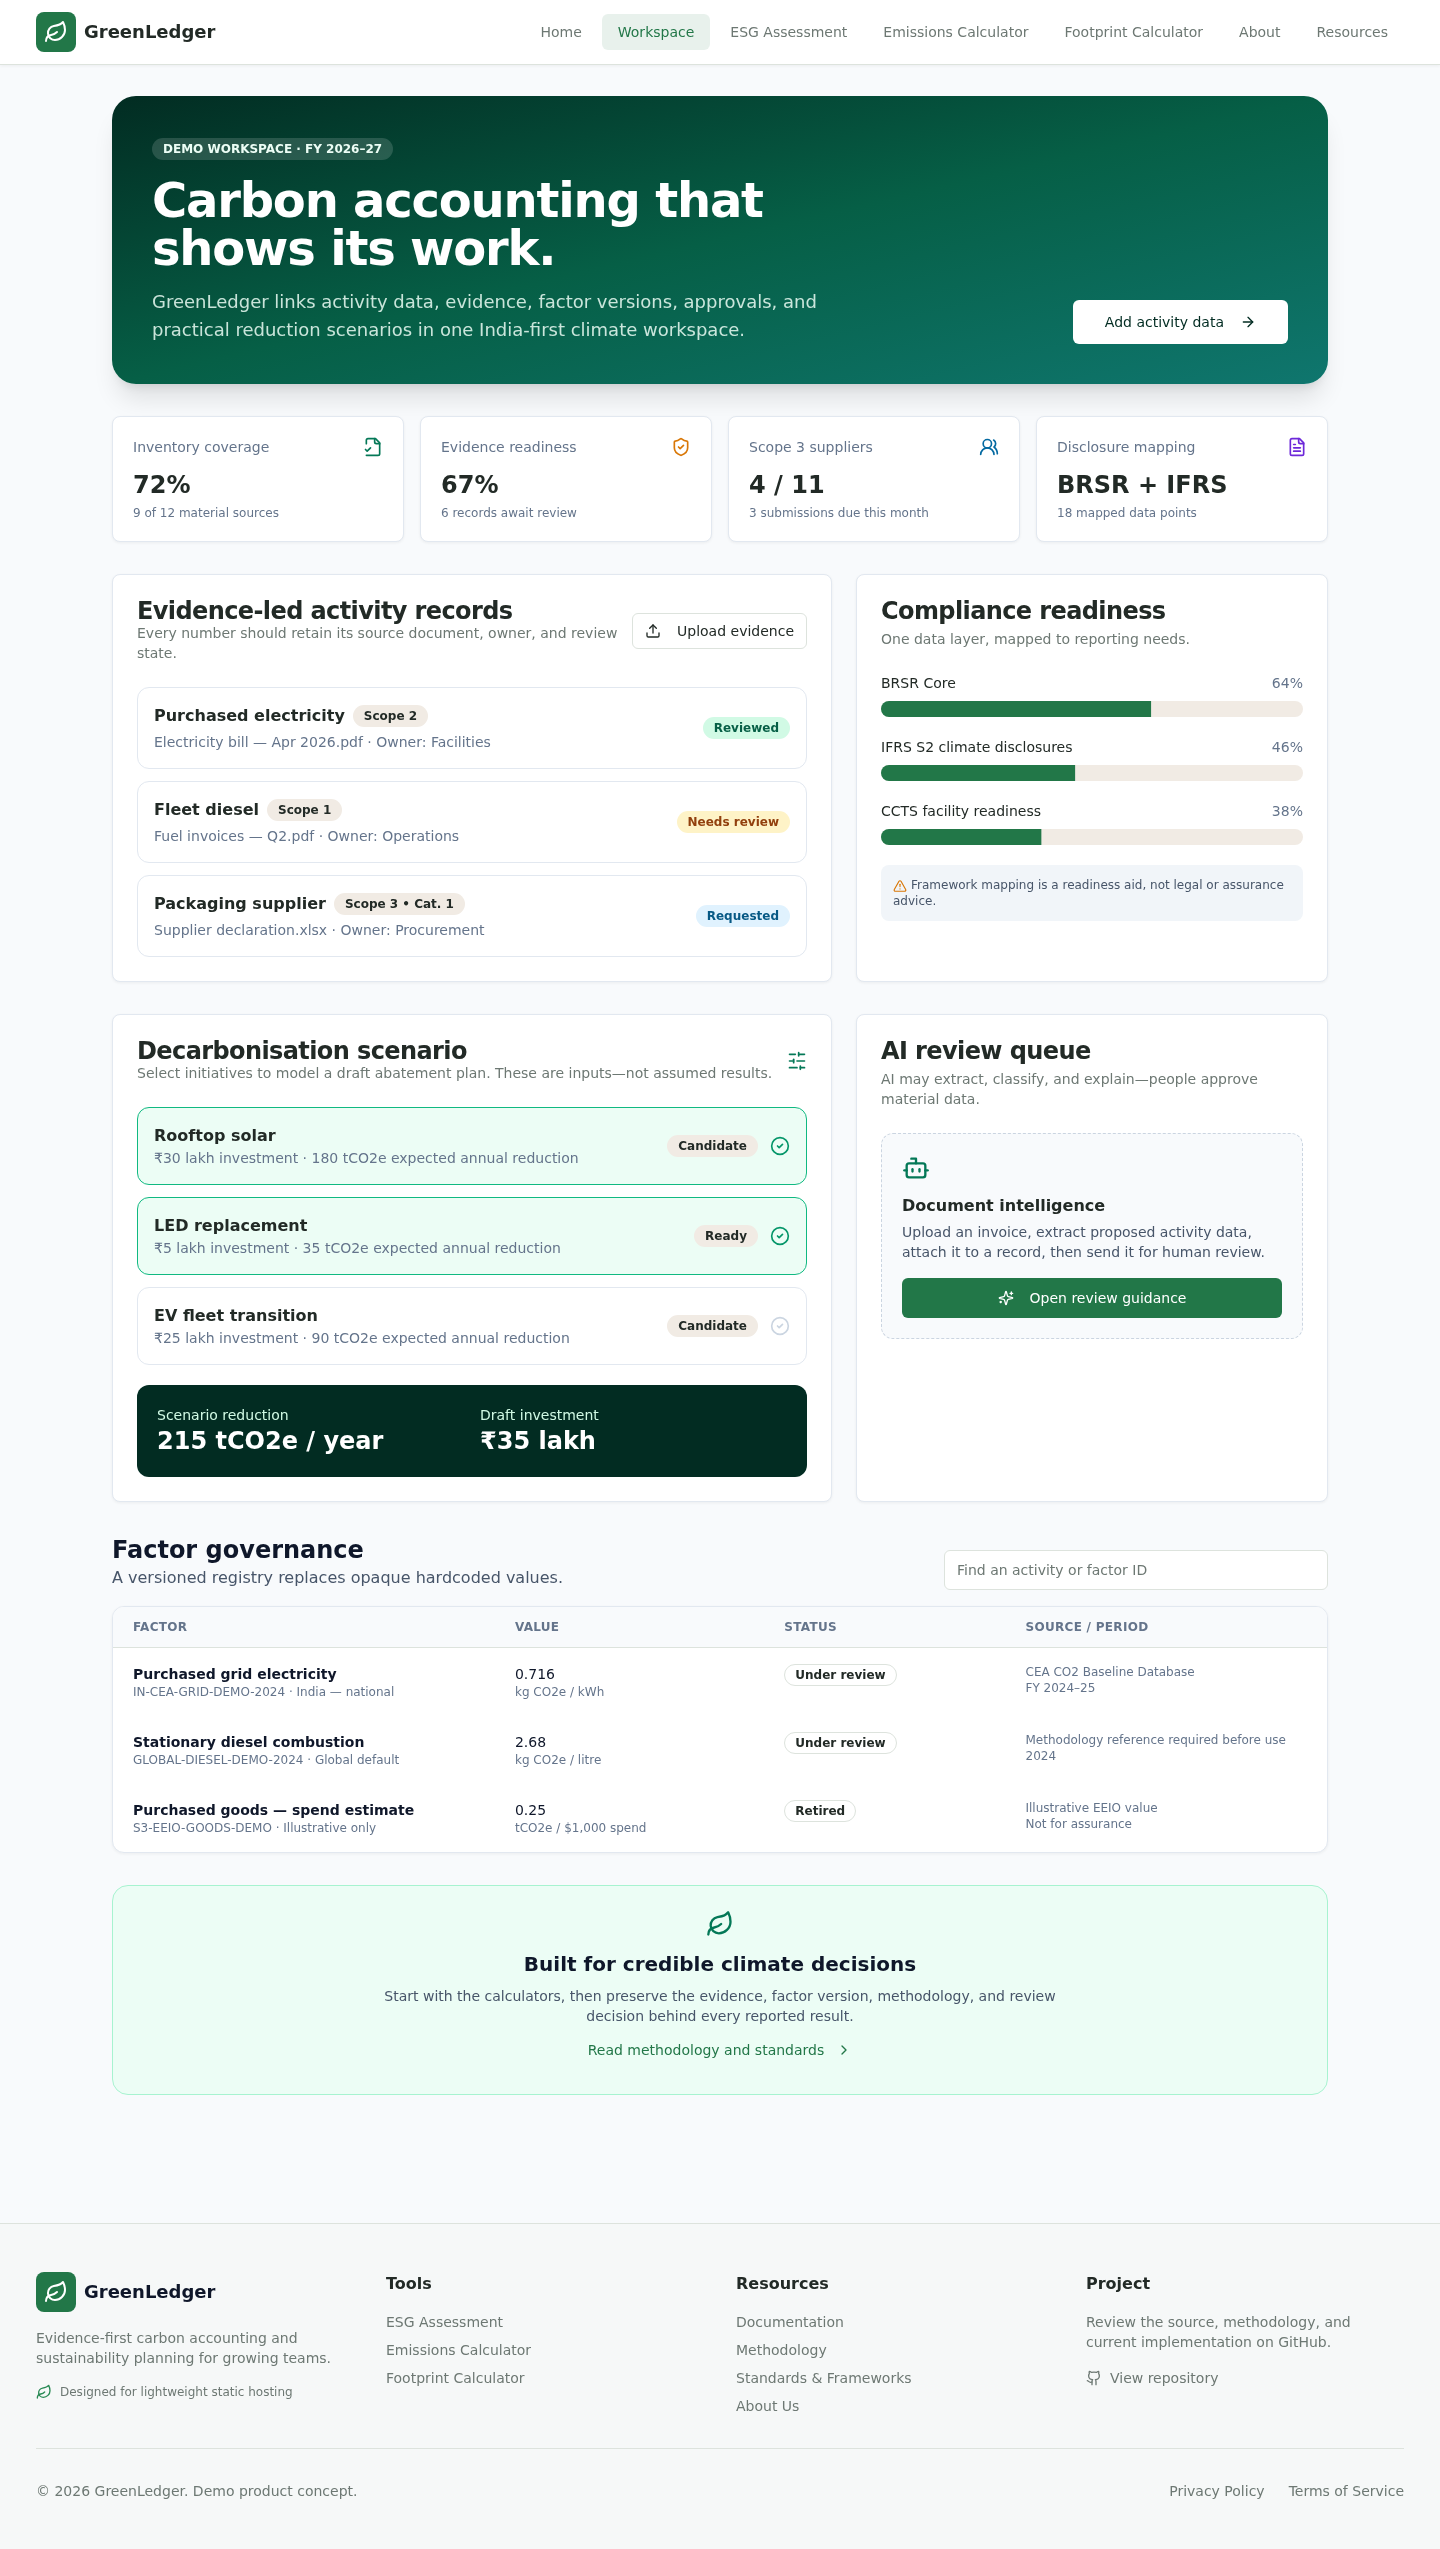 GreenLedger
Home
Workspace
ESG Assessment
Emissions Calculator
Footprint Calculator
About
Resources
DEMO WORKSPACE · FY 2026–27
Carbon accounting that
shows its work.
GreenLedger links activity data, evidence, factor versions, approvals, and
practical reduction scenarios in one India-first climate workspace.
Add activity data
Inventory coverage
72%
9 of 12 material sources
Evidence readiness
67%
6 records await review
Scope 3 suppliers
4 / 11
3 submissions due this month
Disclosure mapping
BRSR + IFRS
18 mapped data points
Evidence-led activity records
Every number should retain its source document, owner, and review
state.
Upload evidence
Purchased electricity Scope 2
Electricity bill — Apr 2026.pdf · Owner: Facilities
Reviewed
Fleet diesel Scope 1
Fuel invoices — Q2.pdf · Owner: Operations
Needs review
Packaging supplier Scope 3 • Cat. 1
Supplier declaration.xlsx · Owner: Procurement
Requested
Compliance readiness
One data layer, mapped to reporting needs.
BRSR Core 64%
IFRS S2 climate disclosures 46%
CCTS facility readiness 38%
Framework mapping is a readiness aid, not legal or assurance
advice.
Decarbonisation scenario
Select initiatives to model a draft abatement plan. These are inputs—not assumed results.
Rooftop solar
₹30 lakh investment · 180 tCO2e expected annual reduction
Candidate
LED replacement
₹5 lakh investment · 35 tCO2e expected annual reduction
Ready
EV fleet transition
₹25 lakh investment · 90 tCO2e expected annual reduction
Candidate
Scenario reduction
215 tCO2e / year
Draft investment
₹35 lakh
AI review queue
AI may extract, classify, and explain—people approve
material data.
Document intelligence
Upload an invoice, extract proposed activity data,
attach it to a record, then send it for human review.
Open review guidance
Factor governance
A versioned registry replaces opaque hardcoded values.
Find an activity or factor ID
FACTOR VALUE STATUS SOURCE / PERIOD
Purchased grid electricity
IN-CEA-GRID-DEMO-2024 · India — national
0.716
kg CO2e / kWh
Under review
CEA CO2 Baseline Database
FY 2024–25
Stationary diesel combustion
GLOBAL-DIESEL-DEMO-2024 · Global default
2.68
kg CO2e / litre
Under review
Methodology reference required before use
2024
Purchased goods — spend estimate
S3-EEIO-GOODS-DEMO · Illustrative only
0.25
tCO2e / $1,000 spend
Retired
Illustrative EEIO value
Not for assurance
Built for credible climate decisions
Start with the calculators, then preserve the evidence, factor version, methodology, and review
decision behind every reported result.
Read methodology and standards
GreenLedger
Evidence-first carbon accounting and
sustainability planning for growing teams.
Designed for lightweight static hosting
Tools
ESG Assessment
Emissions Calculator
Footprint Calculator
Resources
Documentation
Methodology
Standards & Frameworks
About Us
Project
Review the source, methodology, and
current implementation on GitHub.
View repository
© 2026 GreenLedger. Demo product concept.
Privacy Policy
Terms of Service